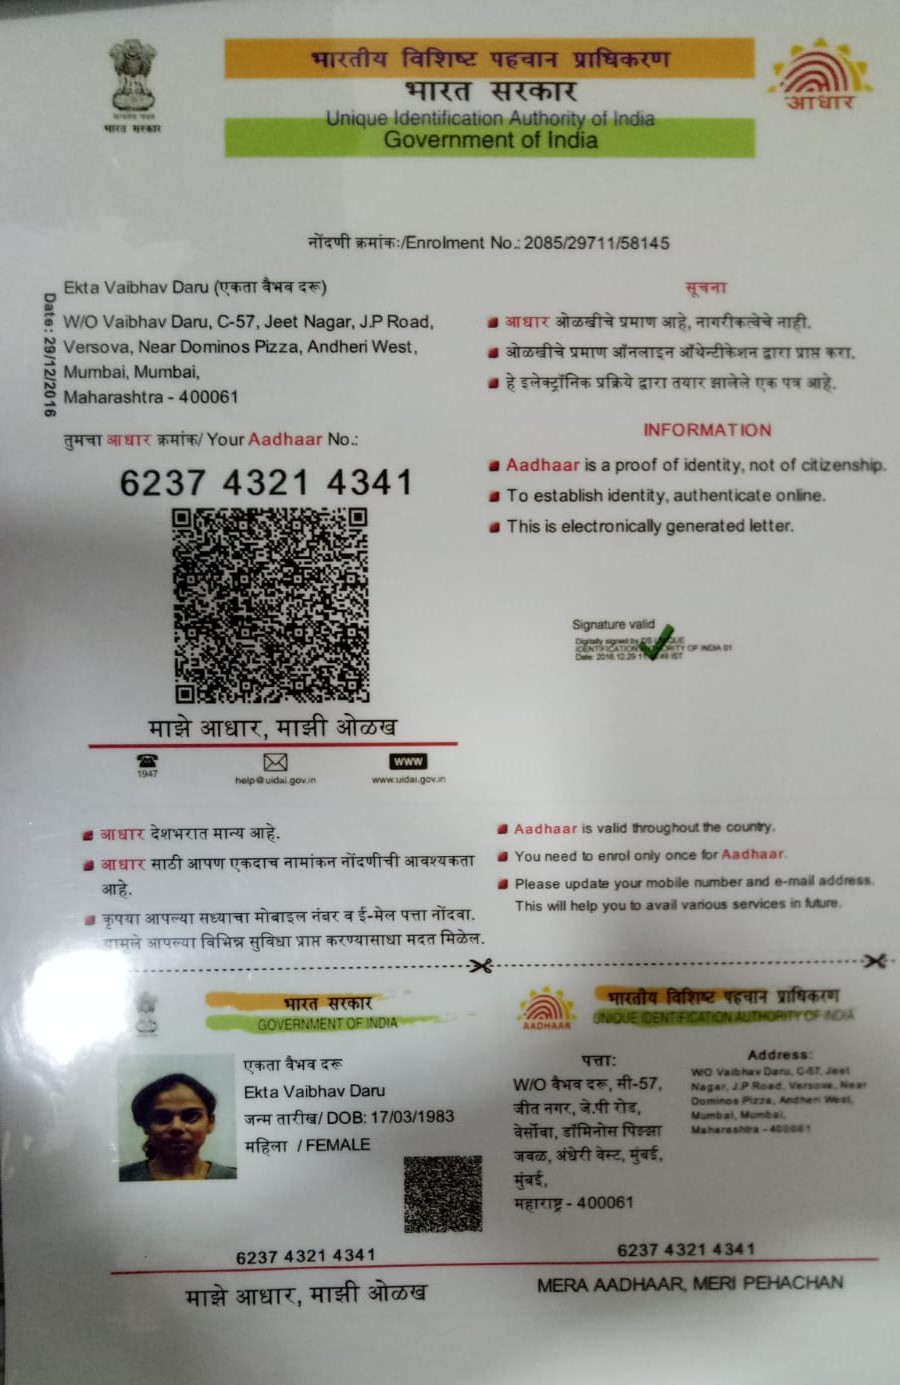 भारतीय विशिष्ट पहचान प्राधिकरण
भारत सरकार
Unique Identification Authority of India
Government of India
भारत सरकार
आधार
नोंदणी क्रमांक:/Enrolment No.: 2085/29711/58145
Date: 29/12/2016
Ekta Vaibhav Daru (एकता वैभव दरू)
W/O Vaibhav Daru, C-57, Jeet Nagar, J.P Road,
Versova, Near Dominos Pizza, Andheri West,
Mumbai, Mumbai,
Maharashtra - 400061
तुमचा आधार क्रमांक/ Your Aadhaar No.:
6237 4321 4341
माझे आधार, माझी ओळख
1947
help@uidai.gov.in
www
www.uidai.gov.in
सूचना
आधार ओळखीचे प्रमाण आहे, नागरीकत्वेचे नाही.
ओळखीचे प्रमाण ऑनलाइन ऑथेन्टीकेशन द्वारा प्राप्त करा.
हे इलेक्ट्रॉनिक प्रक्रिये द्वारा तयार झालेले एक पत्र आहे.
INFORMATION
Aadhaar is a proof of identity, not of citizenship.
To establish identity, authenticate online.
This is electronically generated letter.
Signature valid
Digitally signed by DS UNIQUE
IDENTIFICATION AUTHORITY OF INDIA 01
Date: 2016.12.29 IST
आधार देशभरात मान्य आहे.
आधार साठी आपण एकदाच नामांकन नोंदणीची आवश्यकता
आहे.
कृपया आपल्या सध्याचा मोबाइल नंबर व ई-मेल पत्ता नोंदवा.
यामुले आपल्या विभिन्न सुविधा प्राप्त करण्यासाधा मदत मिळेल.
Aadhaar is valid throughout the country.
You need to enrol only once for Aadhaar.
Please update your mobile number and e-mail address.
This will help you to avail various services in future.
भारत सरकार
GOVERNMENT OF INDIA
एकता वैभव दरू
Ekta Vaibhav Daru
जन्म तारीख/ DOB: 17/03/1983
महिला / FEMALE
6237 4321 4341
माझे आधार, माझी ओळख
AADHAAR
भारतीय विशिष्ट पहचान प्राधिकरण
UNIQUE IDENTIFICATION AUTHORITY OF INDIA
पत्ता:
W/O वैभव दरू, सी-57,
जीत नगर, जे.पी रोड,
वेर्सोवा, डॉमिनोस पिझ्झा
जवळ, अंधेरी वेस्ट, मुंबई,
मुंबई,
महाराष्ट्र - 400061
Address:
W/O Vaibhav Daru, C-57, Jeet
Nagar, J.P Road, Versova, Near
Dominos Pizza, Andheri West,
Mumbai, Mumbai,
Maharashtra - 400061
6237 4321 4341
MERA AADHAAR, MERI PEHACHAN